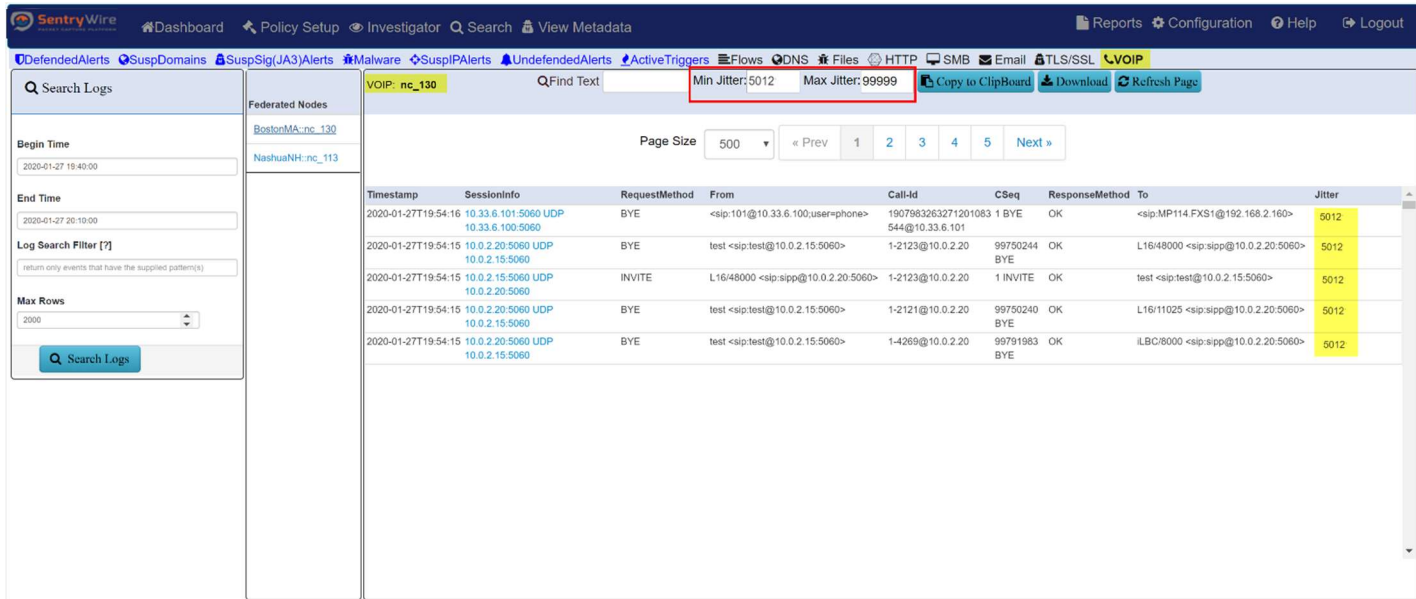 SentryWire Dashboard Policy Setup Investigator Search View Metadata Reports Configuration Help Logout
PACKET CAPTURE PLATFORM
DefendedAlerts SuspDomains SuspSig(JA3)Alerts Malware SuspIPAlerts UndefendedAlerts ActiveTriggers Flows DNS Files HTTP SMB Email TLS/SSL VOIP
Search Logs
Begin Time
2020-01-27 19:40:00
End Time
2020-01-27 20:10:00
Log Search Filter [?]
return only events that have the supplied pattern(s)
Max Rows
2000
Search Logs
Federated Nodes
BostonMA::nc_130
NashuaNH::nc_113
VOIP: nc_130 Find Text Min Jitter: 5012 Max Jitter: 99999 Copy to ClipBoard Download Refresh Page
Page Size 500 « Prev 1 2 3 4 5 Next »
Timestamp SessionInfo RequestMethod From Call-Id CSeq ResponseMethod To Jitter
2020-01-27T19:54:16 10.33.6.101:5060 UDP BYE <sip:101@10.33.6.100;user=phone> 1907983263271201083 1 BYE OK <sip:MP114.FXS1@192.168.2.160> 5012
10.33.6.100:5060 544@10.33.6.101
2020-01-27T19:54:15 10.0.2.20:5060 UDP BYE test <sip:test@10.0.2.15:5060> 1-2123@10.0.2.20 99750244 OK L16/48000 <sip:sipp@10.0.2.20:5060> 5012
10.0.2.15:5060 BYE
2020-01-27T19:54:15 10.0.2.15:5060 UDP INVITE L16/48000 <sip:sipp@10.0.2.20:5060> 1-2123@10.0.2.20 1 INVITE OK test <sip:test@10.0.2.15:5060> 5012
10.0.2.20:5060
2020-01-27T19:54:15 10.0.2.20:5060 UDP BYE test <sip:test@10.0.2.15:5060> 1-2121@10.0.2.20 99750240 OK L16/11025 <sip:sipp@10.0.2.20:5060> 5012
10.0.2.15:5060 BYE
2020-01-27T19:54:15 10.0.2.20:5060 UDP BYE test <sip:test@10.0.2.15:5060> 1-4269@10.0.2.20 99791983 OK iLBC/8000 <sip:sipp@10.0.2.20:5060> 5012
10.0.2.15:5060 BYE